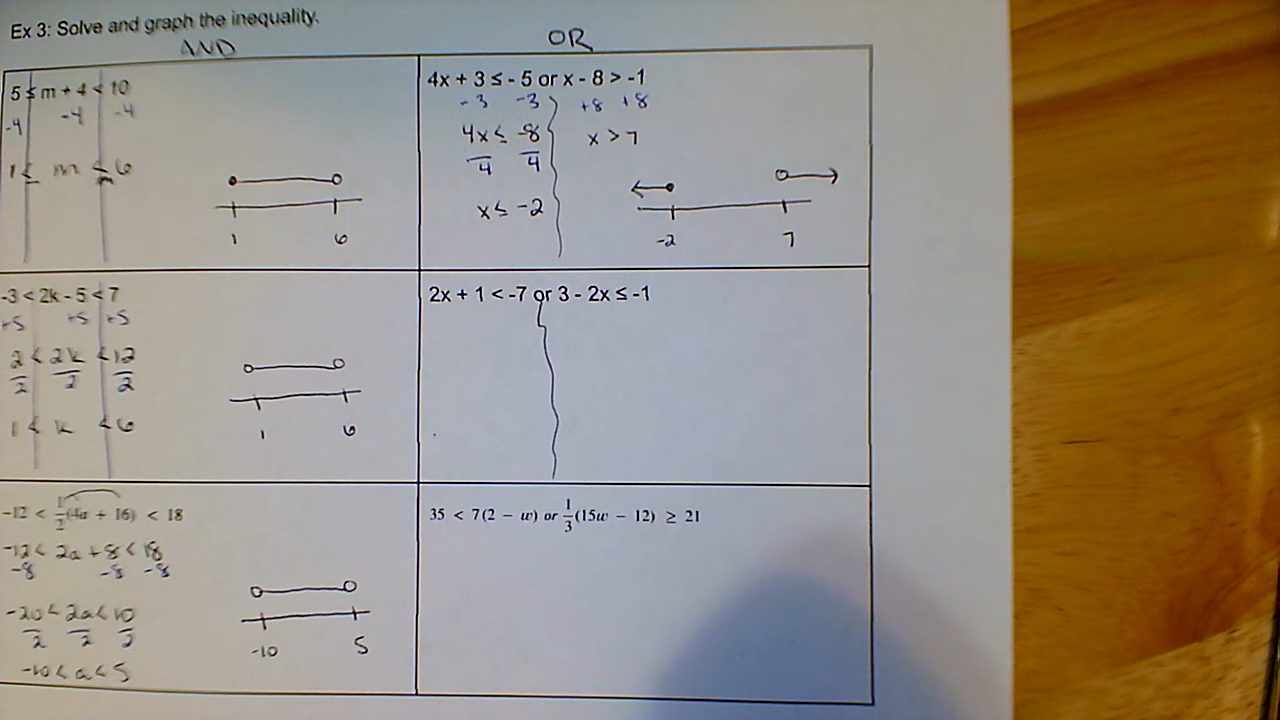 Ex 3: Solve and graph the inequality.
AND
OR
5 ≤ m + 4 < 10
-4 -4 -4
1 ≤ m < 6
1 6
4x + 3 ≤ - 5 or x - 8 > -1
- 3 -3 +8 +8
4x ≤ -8 x > 7
4 4
x ≤ -2
-2 7
-3 < 2k - 5 < 7
+5 +5 +5
2 < 2k < 12
2 2 2
1 < k < 6
1 6
2x + 1 < -7 or 3 - 2x ≤ -1
-12 < 1/2(4a + 16) < 18
-12 < 2a + 8 < 18
-8 -8 -8
-20 < 2a < 10
2 2 2
-10 < a < 5
-10 5
35 < 7(2 - w) or 1/3(15w - 12) ≥ 21